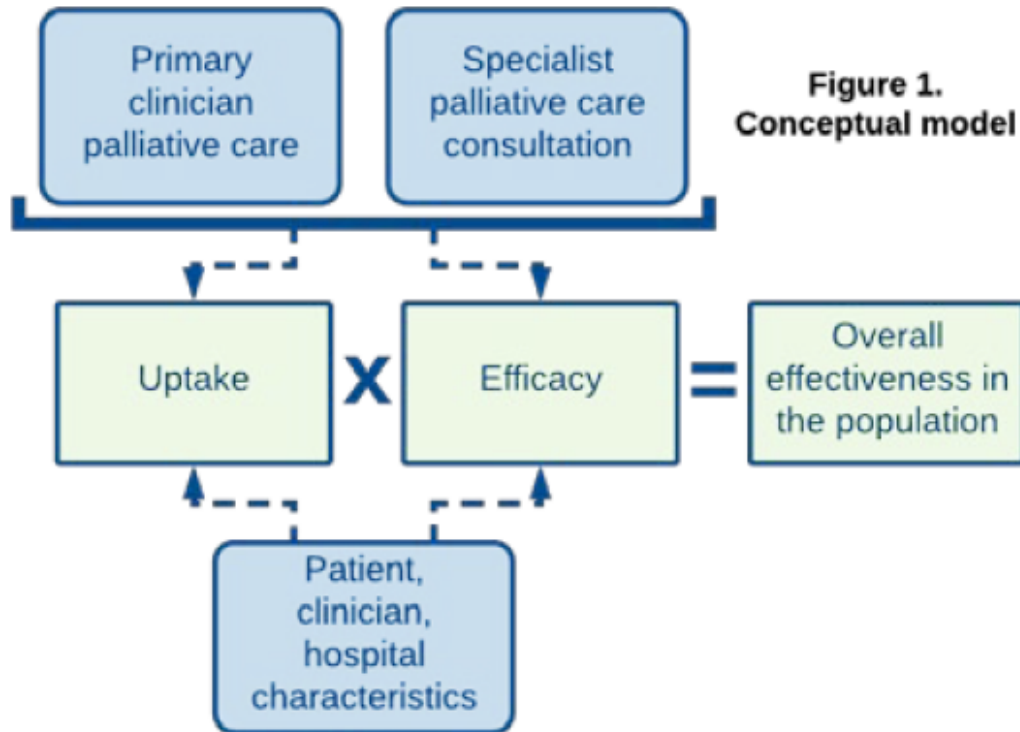 Primary
clinician
palliative care
Specialist
palliative care
consultation
Figure 1.
Conceptual model
Uptake
X
Efficacy
=
Overall
effectiveness in
the population
Patient,
clinician,
hospital
characteristics